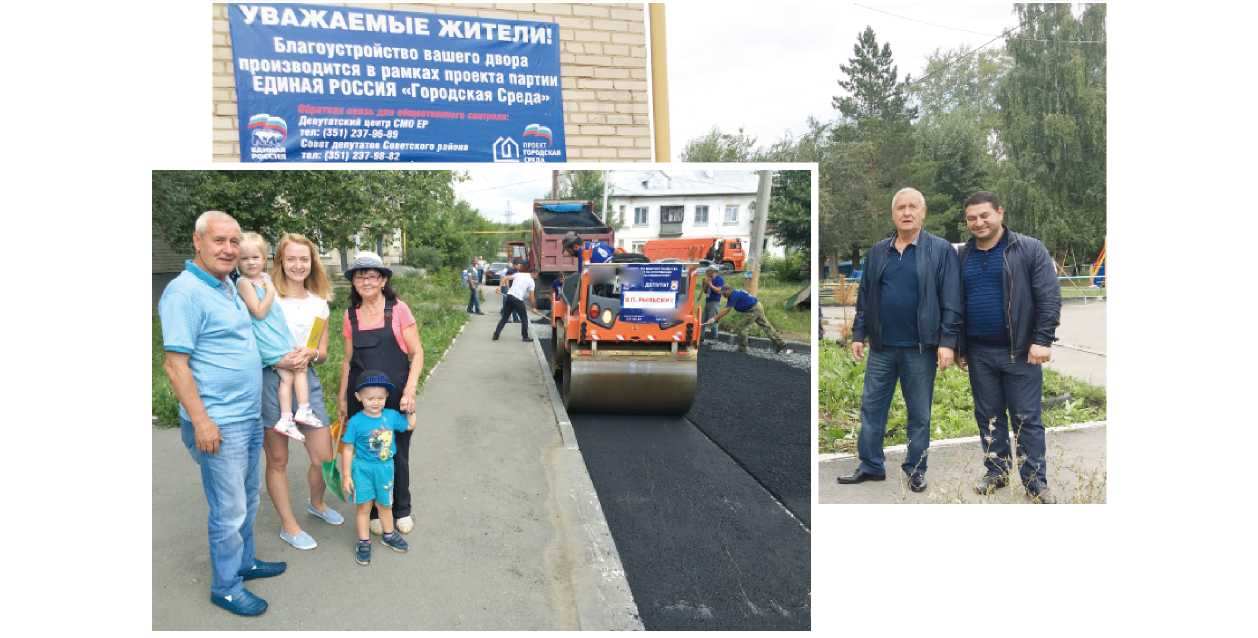 УВАЖАЕМЫЕ ЖИТЕЛИ!
Благоустройство вашего двора
производится в рамках проекта партии
ЕДИНАЯ РОССИЯ «Городская Среда»
Обратная связь для общественного контроля:
Депутатский центр СМО ЕР
тел: (351) 237-96-89
Совет депутатов Советского района
тел: (351) 237-98-82
ЕДИНАЯ
РОССИЯ
ПРОЕКТ
ГОРОДСКАЯ
СРЕДА
ДЕПУТАТ